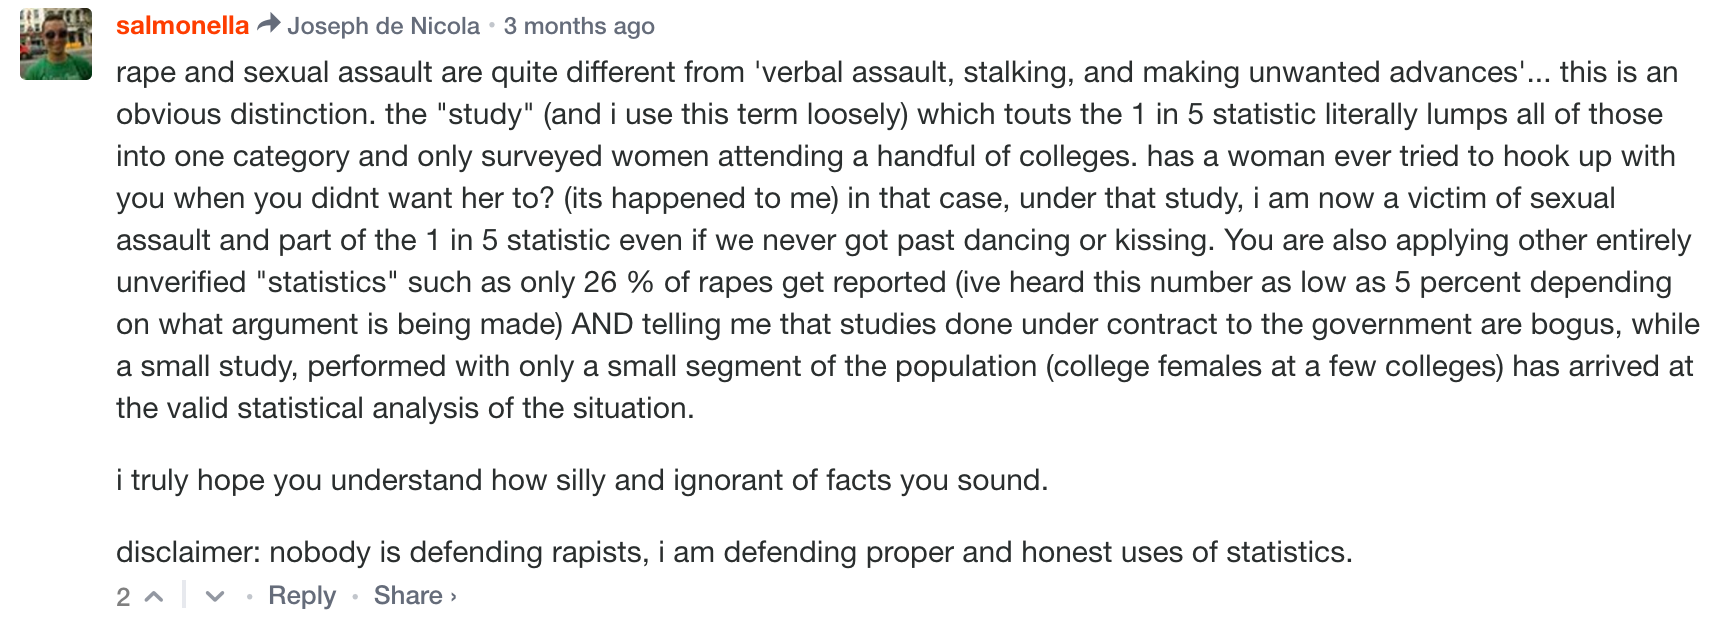 salmonella Joseph de Nicola • 3 months ago
rape and sexual assault are quite different from 'verbal assault, stalking, and making unwanted advances'... this is an
obvious distinction. the "study" (and i use this term loosely) which touts the 1 in 5 statistic literally lumps all of those
into one category and only surveyed women attending a handful of colleges. has a woman ever tried to hook up with
you when you didnt want her to? (its happened to me) in that case, under that study, i am now a victim of sexual
assault and part of the 1 in 5 statistic even if we never got past dancing or kissing. You are also applying other entirely
unverified "statistics" such as only 26 % of rapes get reported (ive heard this number as low as 5 percent depending
on what argument is being made) AND telling me that studies done under contract to the government are bogus, while
a small study, performed with only a small segment of the population (college females at a few colleges) has arrived at
the valid statistical analysis of the situation.
i truly hope you understand how silly and ignorant of facts you sound.
disclaimer: nobody is defending rapists, i am defending proper and honest uses of statistics.
2 • Reply • Share ›